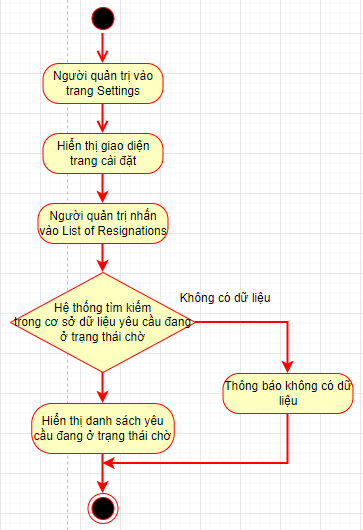 Người quản trị vào
trang Settings
Hiển thị giao diện
trang cài đặt
Người quản trị nhấn
vào List of Resignations
Không có dữ liệu
Hệ thống tìm kiếm
trong cơ sở dữ liệu yêu cầu đang
ở trạng thái chờ
Thông báo không có dữ
liệu
Hiển thị danh sách yêu
cầu đang ở trạng thái chờ